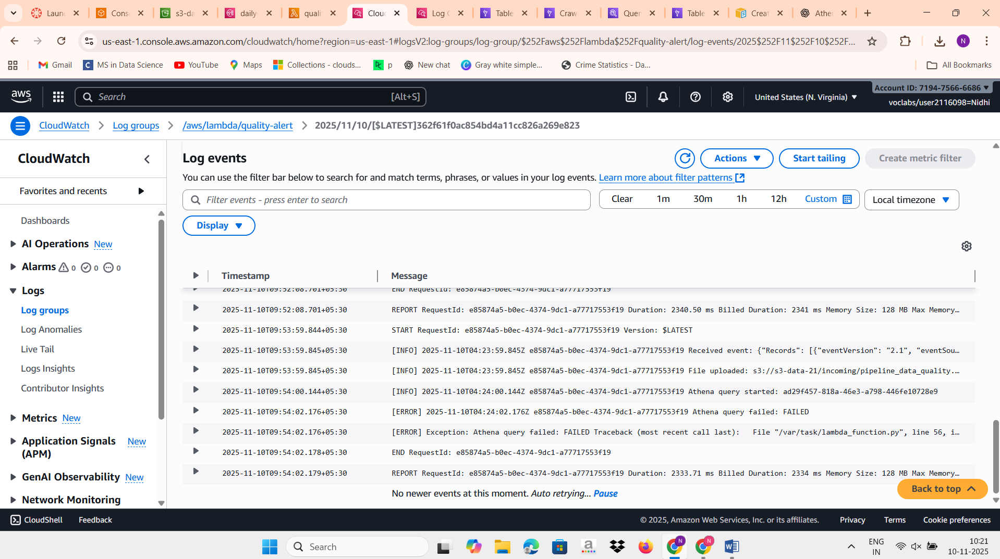 Laun
Cons
s3-da
daily-
quali
Clou
Log G
Table
Craw
Quer
Table
Creat
Ather
us-east-1.console.aws.amazon.com/cloudwatch/home?region=us-east-1#logsV2:log-groups/log-group/$252Faws$252Flambda$252Fquality-alert/log-events/2025$252F11$252F10$252F...
N
Gmail
MS in Data Science
YouTube
Maps
Collections - clouds...
p
New chat
Gray white simple...
Crime Statistics - Da...
All Bookmarks
aws
Search
[Alt+S]
United States (N. Virginia)
Account ID: 7194-7566-6686
voclabs/user2116098=Nidhi
CloudWatch
Log groups
/aws/lambda/quality-alert
2025/11/10/[$LATEST]362f61f0ac854bd4a11cc826a269e823
CloudWatch
Favorites and recents
Dashboards
AI Operations New
Alarms 0 0 0
Logs
Log groups
Log Anomalies
Live Tail
Logs Insights
Contributor Insights
Metrics New
Application Signals (APM) New
GenAI Observability New
Network Monitoring
Log events
Actions
Start tailing
Create metric filter
You can use the filter bar below to search for and match terms, phrases, or values in your log events. Learn more about filter patterns
Filter events - press enter to search
Clear 1m 30m 1h 12h Custom
Local timezone
Display
Timestamp Message
2025-11-10T09:52:08.701+05:30 END RequestId: e85874a5-b0ec-4374-9dc1-a77717553f19
2025-11-10T09:52:08.701+05:30 REPORT RequestId: e85874a5-b0ec-4374-9dc1-a77717553f19 Duration: 2340.50 ms Billed Duration: 2341 ms Memory Size: 128 MB Max Memory…
2025-11-10T09:53:59.844+05:30 START RequestId: e85874a5-b0ec-4374-9dc1-a77717553f19 Version: $LATEST
2025-11-10T09:53:59.845+05:30 [INFO] 2025-11-10T04:23:59.845Z e85874a5-b0ec-4374-9dc1-a77717553f19 Received event: {"Records": [{"eventVersion": "2.1", "eventSou…
2025-11-10T09:53:59.845+05:30 [INFO] 2025-11-10T04:23:59.845Z e85874a5-b0ec-4374-9dc1-a77717553f19 File uploaded: s3://s3-data-21/incoming/pipeline_data_quality.…
2025-11-10T09:54:00.144+05:30 [INFO] 2025-11-10T04:24:00.144Z e85874a5-b0ec-4374-9dc1-a77717553f19 Athena query started: ad29f457-818a-46e3-a798-446fe10728e9
2025-11-10T09:54:02.176+05:30 [ERROR] 2025-11-10T04:24:02.176Z e85874a5-b0ec-4374-9dc1-a77717553f19 Athena query failed: FAILED
2025-11-10T09:54:02.176+05:30 [ERROR] Exception: Athena query failed: FAILED Traceback (most recent call last): File "/var/task/lambda_function.py", line 56, i…
2025-11-10T09:54:02.178+05:30 END RequestId: e85874a5-b0ec-4374-9dc1-a77717553f19
2025-11-10T09:54:02.179+05:30 REPORT RequestId: e85874a5-b0ec-4374-9dc1-a77717553f19 Duration: 2333.71 ms Billed Duration: 2334 ms Memory Size: 128 MB Max Memory…
No newer events at this moment. Auto retrying... Pause
Back to top
CloudShell
Feedback
© 2025, Amazon Web Services, Inc. or its affiliates.
Privacy
Terms
Cookie preferences
Search
ENG
IN
10:21
10-11-2025